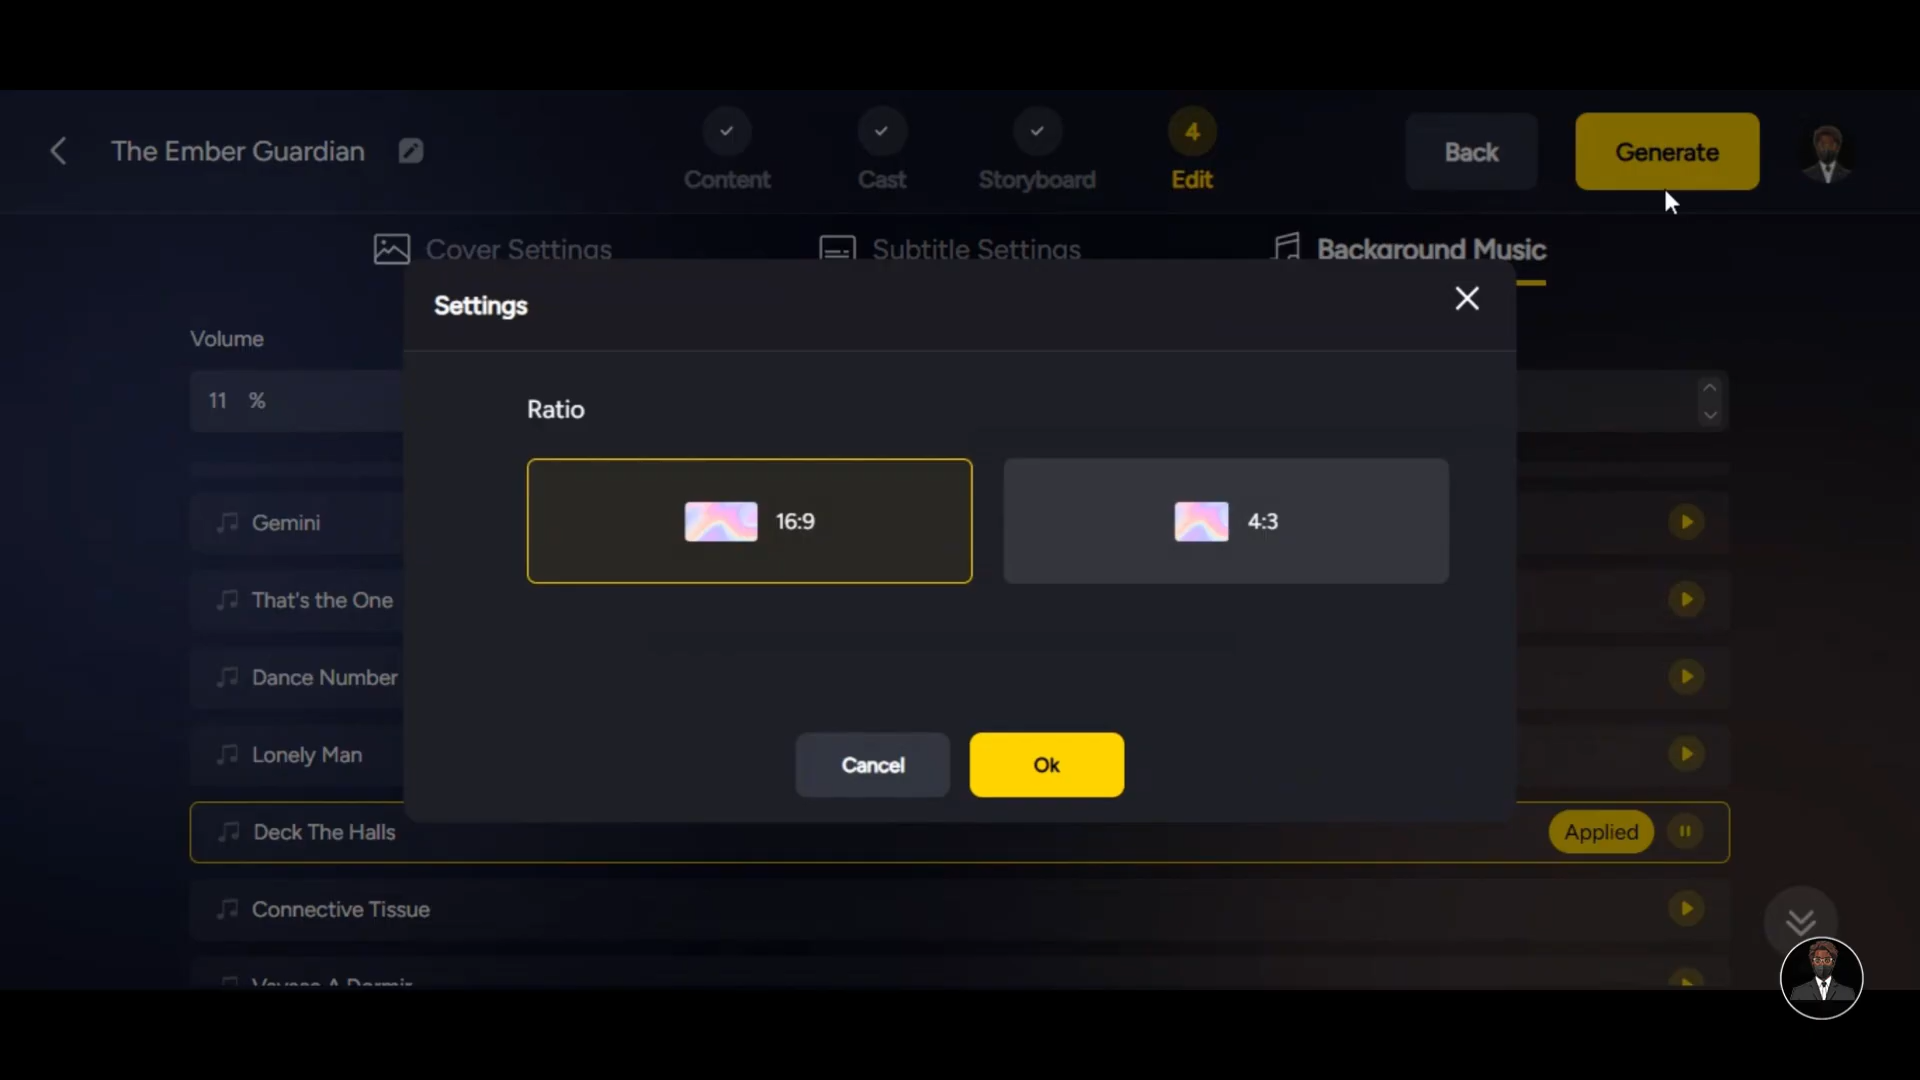 The Ember Guardian
Content
Cast
Storyboard
4
Edit
Back
Generate
Cover Settings
Subtitle Settings
Background Music
Settings
Volume
11 %
Ratio
16:9
4:3
Gemini
That's the One
Dance Number
Lonely Man
Cancel
Ok
Deck The Halls
Applied
Connective Tissue